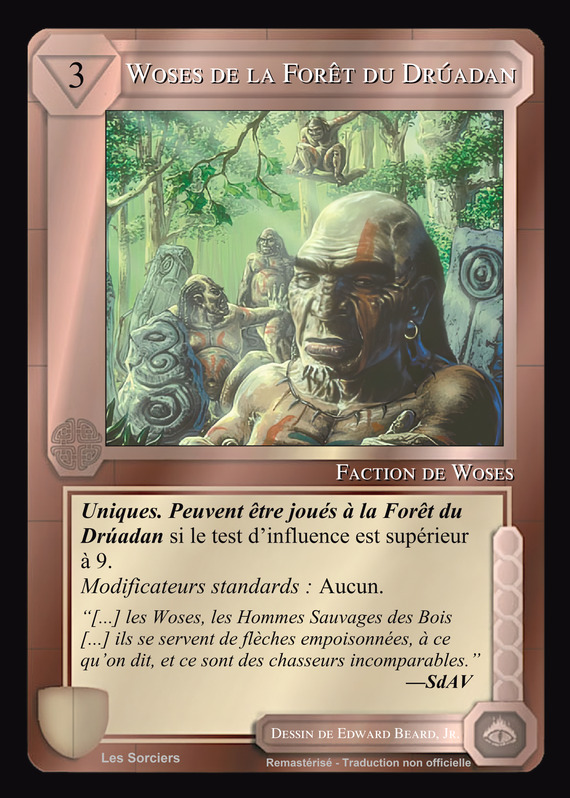 3
Woses de la Forêt du Drúadan
Faction de Woses
Uniques. Peuvent être joués à la Forêt du
Drúadan si le test d’influence est supérieur
à 9.
Modificateurs standards : Aucun.
“[...] les Woses, les Hommes Sauvages des Bois
[...] ils se servent de flèches empoisonnées, à ce
qu’on dit, et ce sont des chasseurs incomparables.”
—SdAV
Dessin de Edward Beard, Jr.
Les Sorciers
Remastérisé - Traduction non officielle